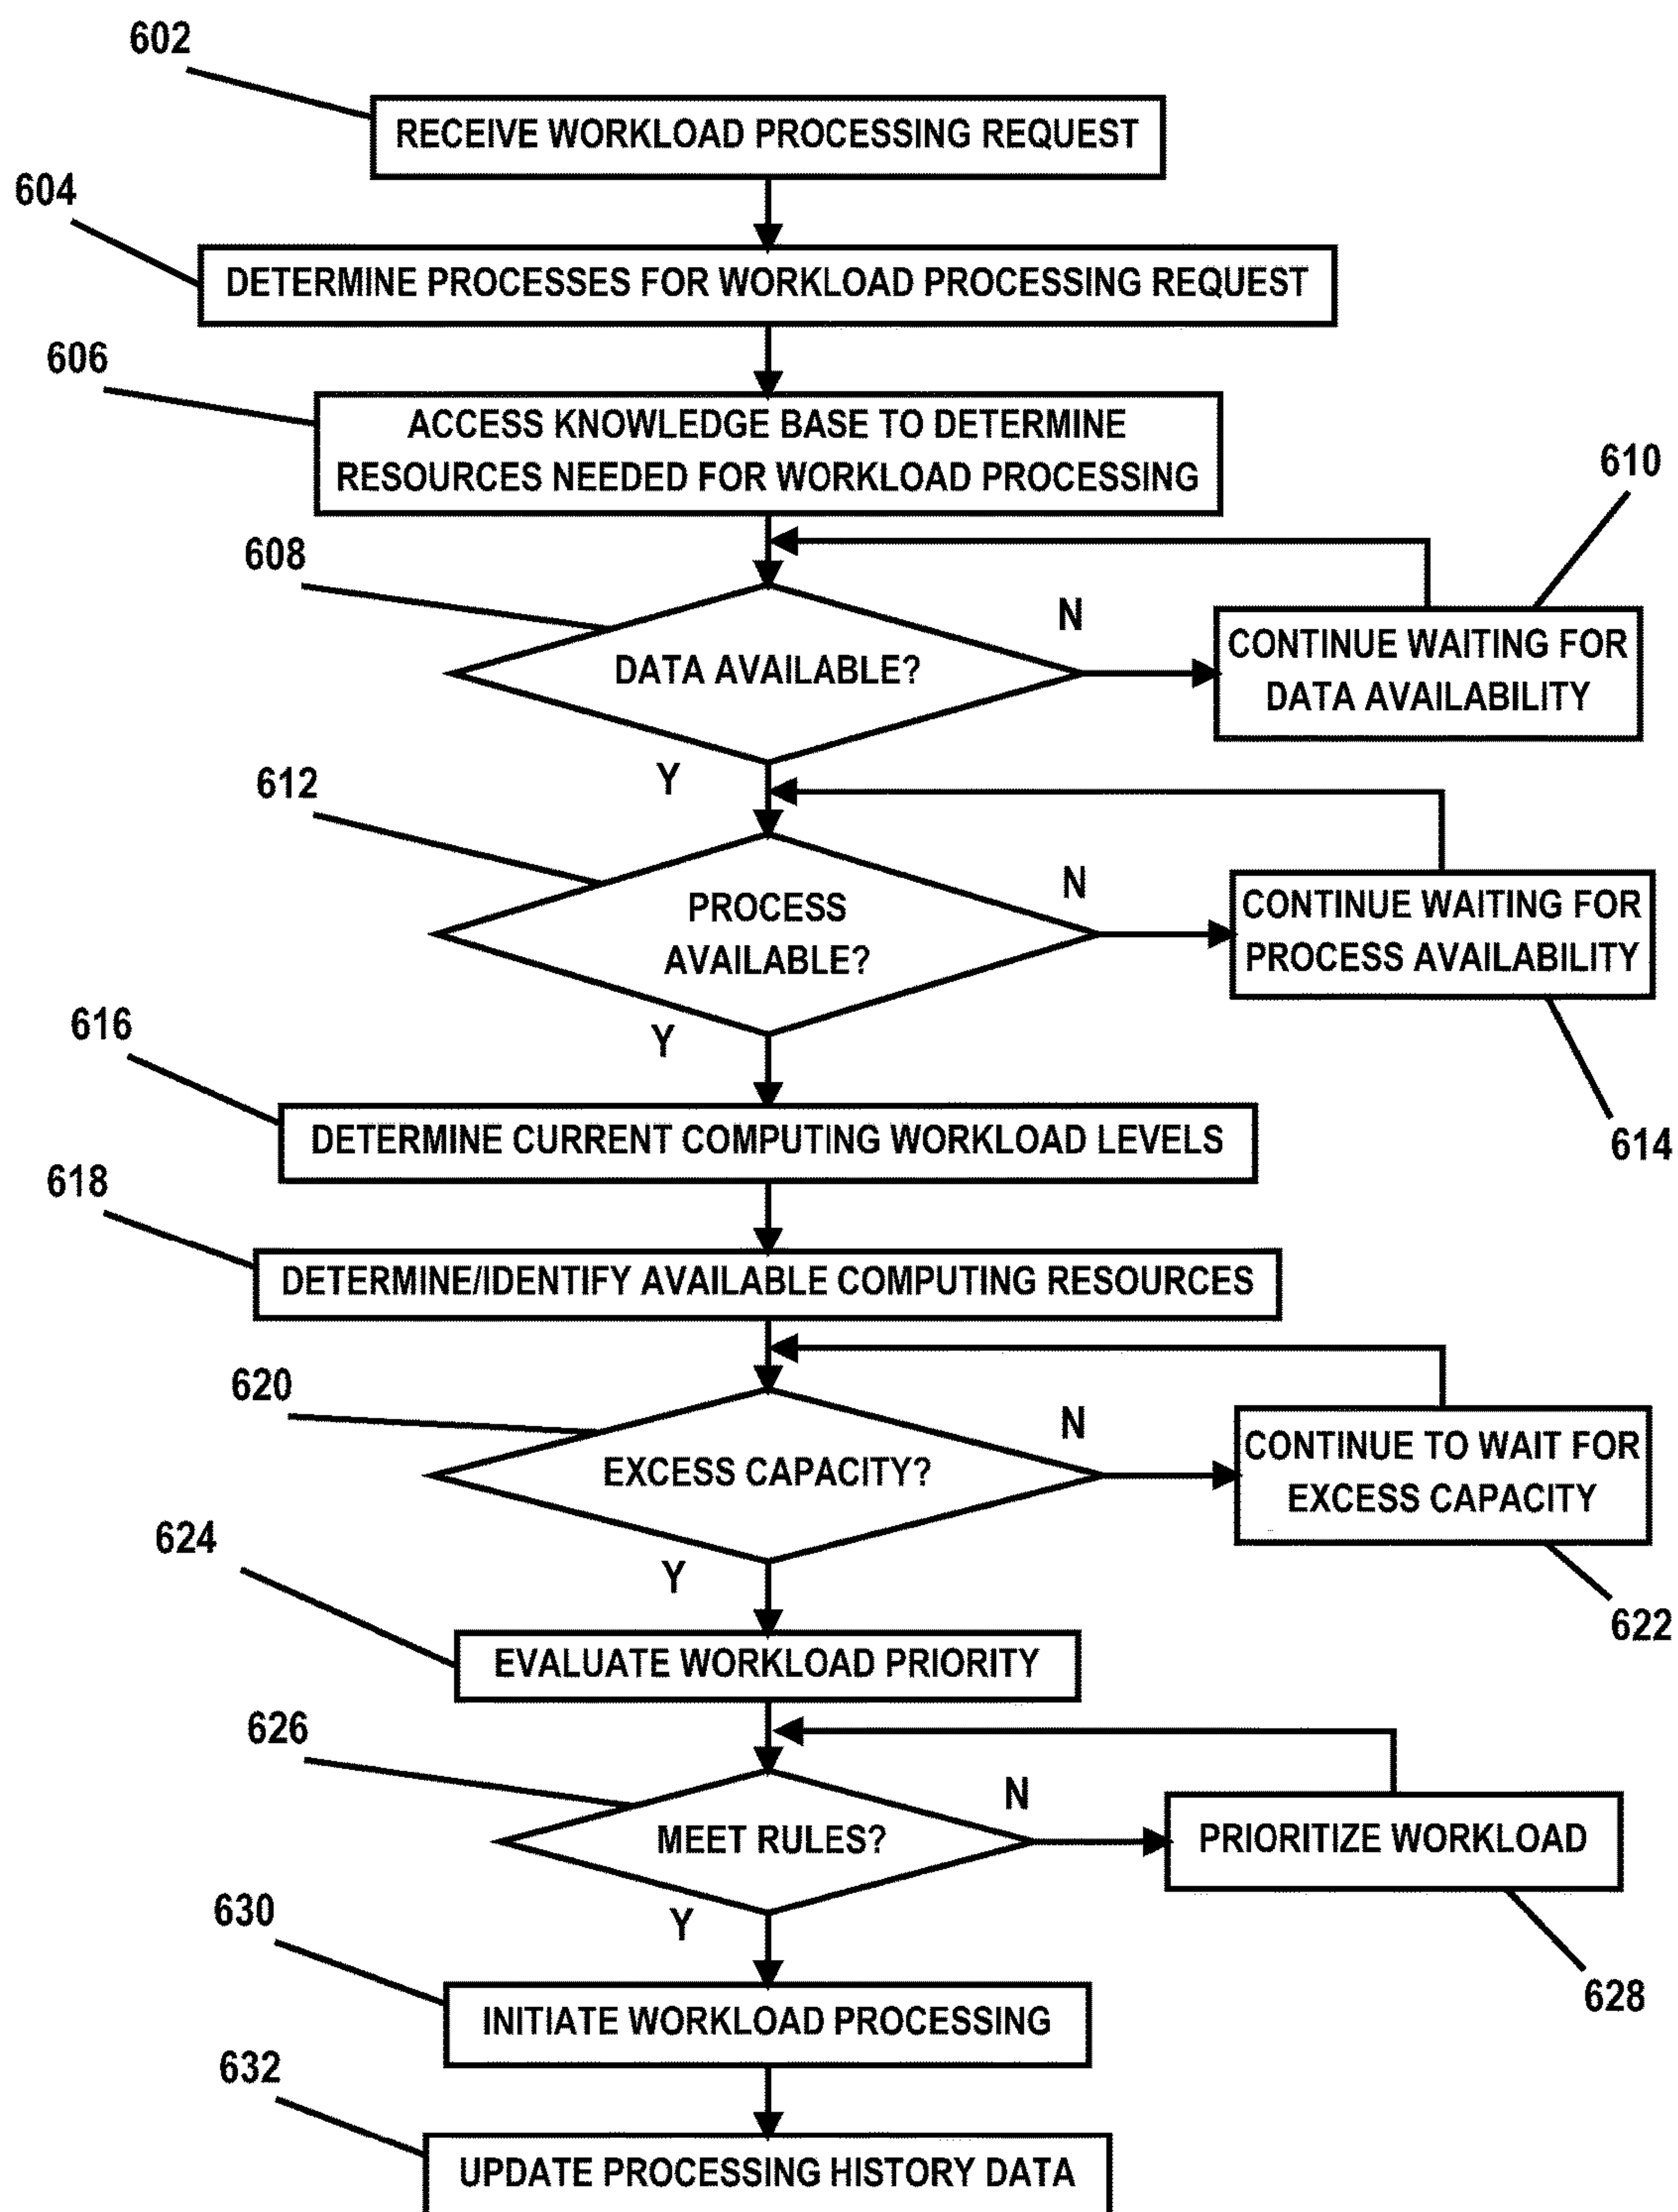 602
RECEIVE WORKLOAD PROCESSING REQUEST
604
DETERMINE PROCESSES FOR WORKLOAD PROCESSING REQUEST
606
ACCESS KNOWLEDGE BASE TO DETERMINE
RESOURCES NEEDED FOR WORKLOAD PROCESSING
608
DATA AVAILABLE?
N
610
CONTINUE WAITING FOR
DATA AVAILABILITY
Y
612
PROCESS
AVAILABLE?
N
CONTINUE WAITING FOR
PROCESS AVAILABILITY
614
Y
616
DETERMINE CURRENT COMPUTING WORKLOAD LEVELS
618
DETERMINE/IDENTIFY AVAILABLE COMPUTING RESOURCES
620
EXCESS CAPACITY?
N
CONTINUE TO WAIT FOR
EXCESS CAPACITY
622
Y
624
EVALUATE WORKLOAD PRIORITY
626
MEET RULES?
N
PRIORITIZE WORKLOAD
628
Y
630
INITIATE WORKLOAD PROCESSING
632
UPDATE PROCESSING HISTORY DATA